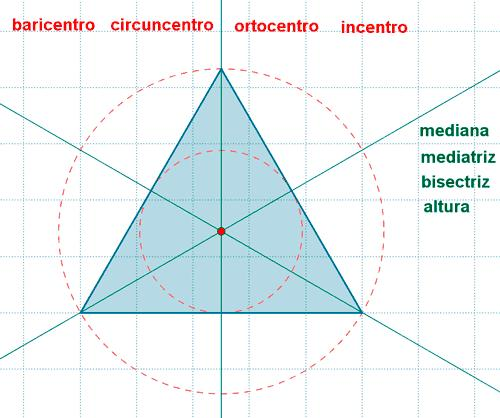 baricentro circuncentro ortocentro incentro
mediana
mediatriz
bisectriz
altura